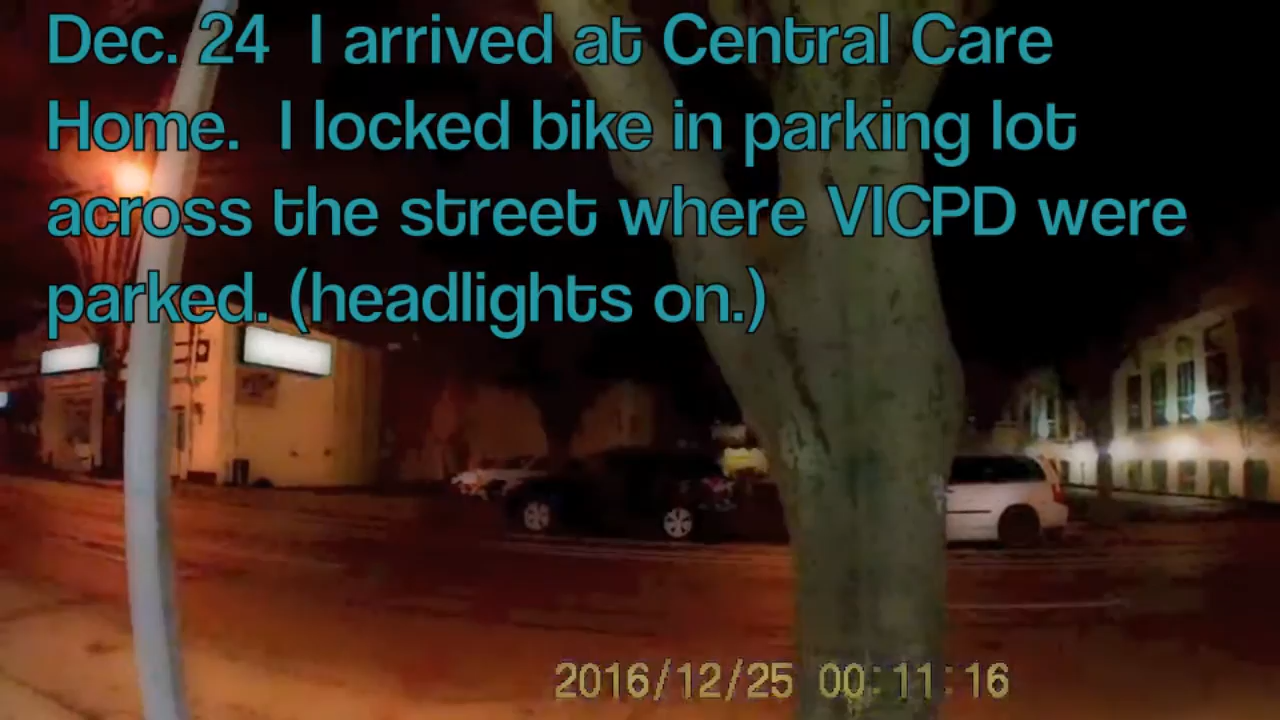 Dec. 24 I arrived at Central Care
Home. I locked bike in parking lot
across the street where VICPD were
parked. (headlights on.)
2016/12/25 00:11:16